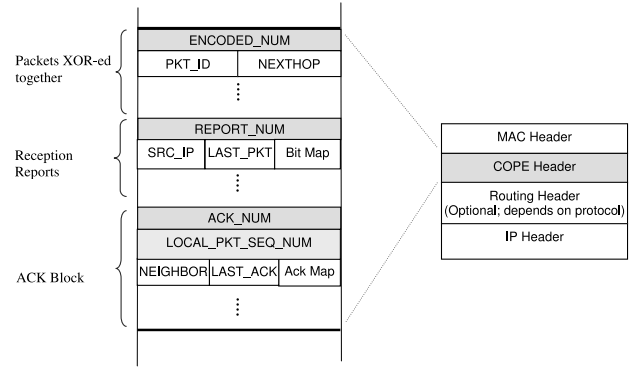 Packets XOR-ed
together
ENCODED_NUM
PKT_ID NEXTHOP
Reception
Reports
REPORT_NUM
SRC_IP LAST_PKT Bit Map
ACK Block
ACK_NUM
LOCAL_PKT_SEQ_NUM
NEIGHBOR LAST_ACK Ack Map
MAC Header
COPE Header
Routing Header
(Optional; depends on protocol)
IP Header